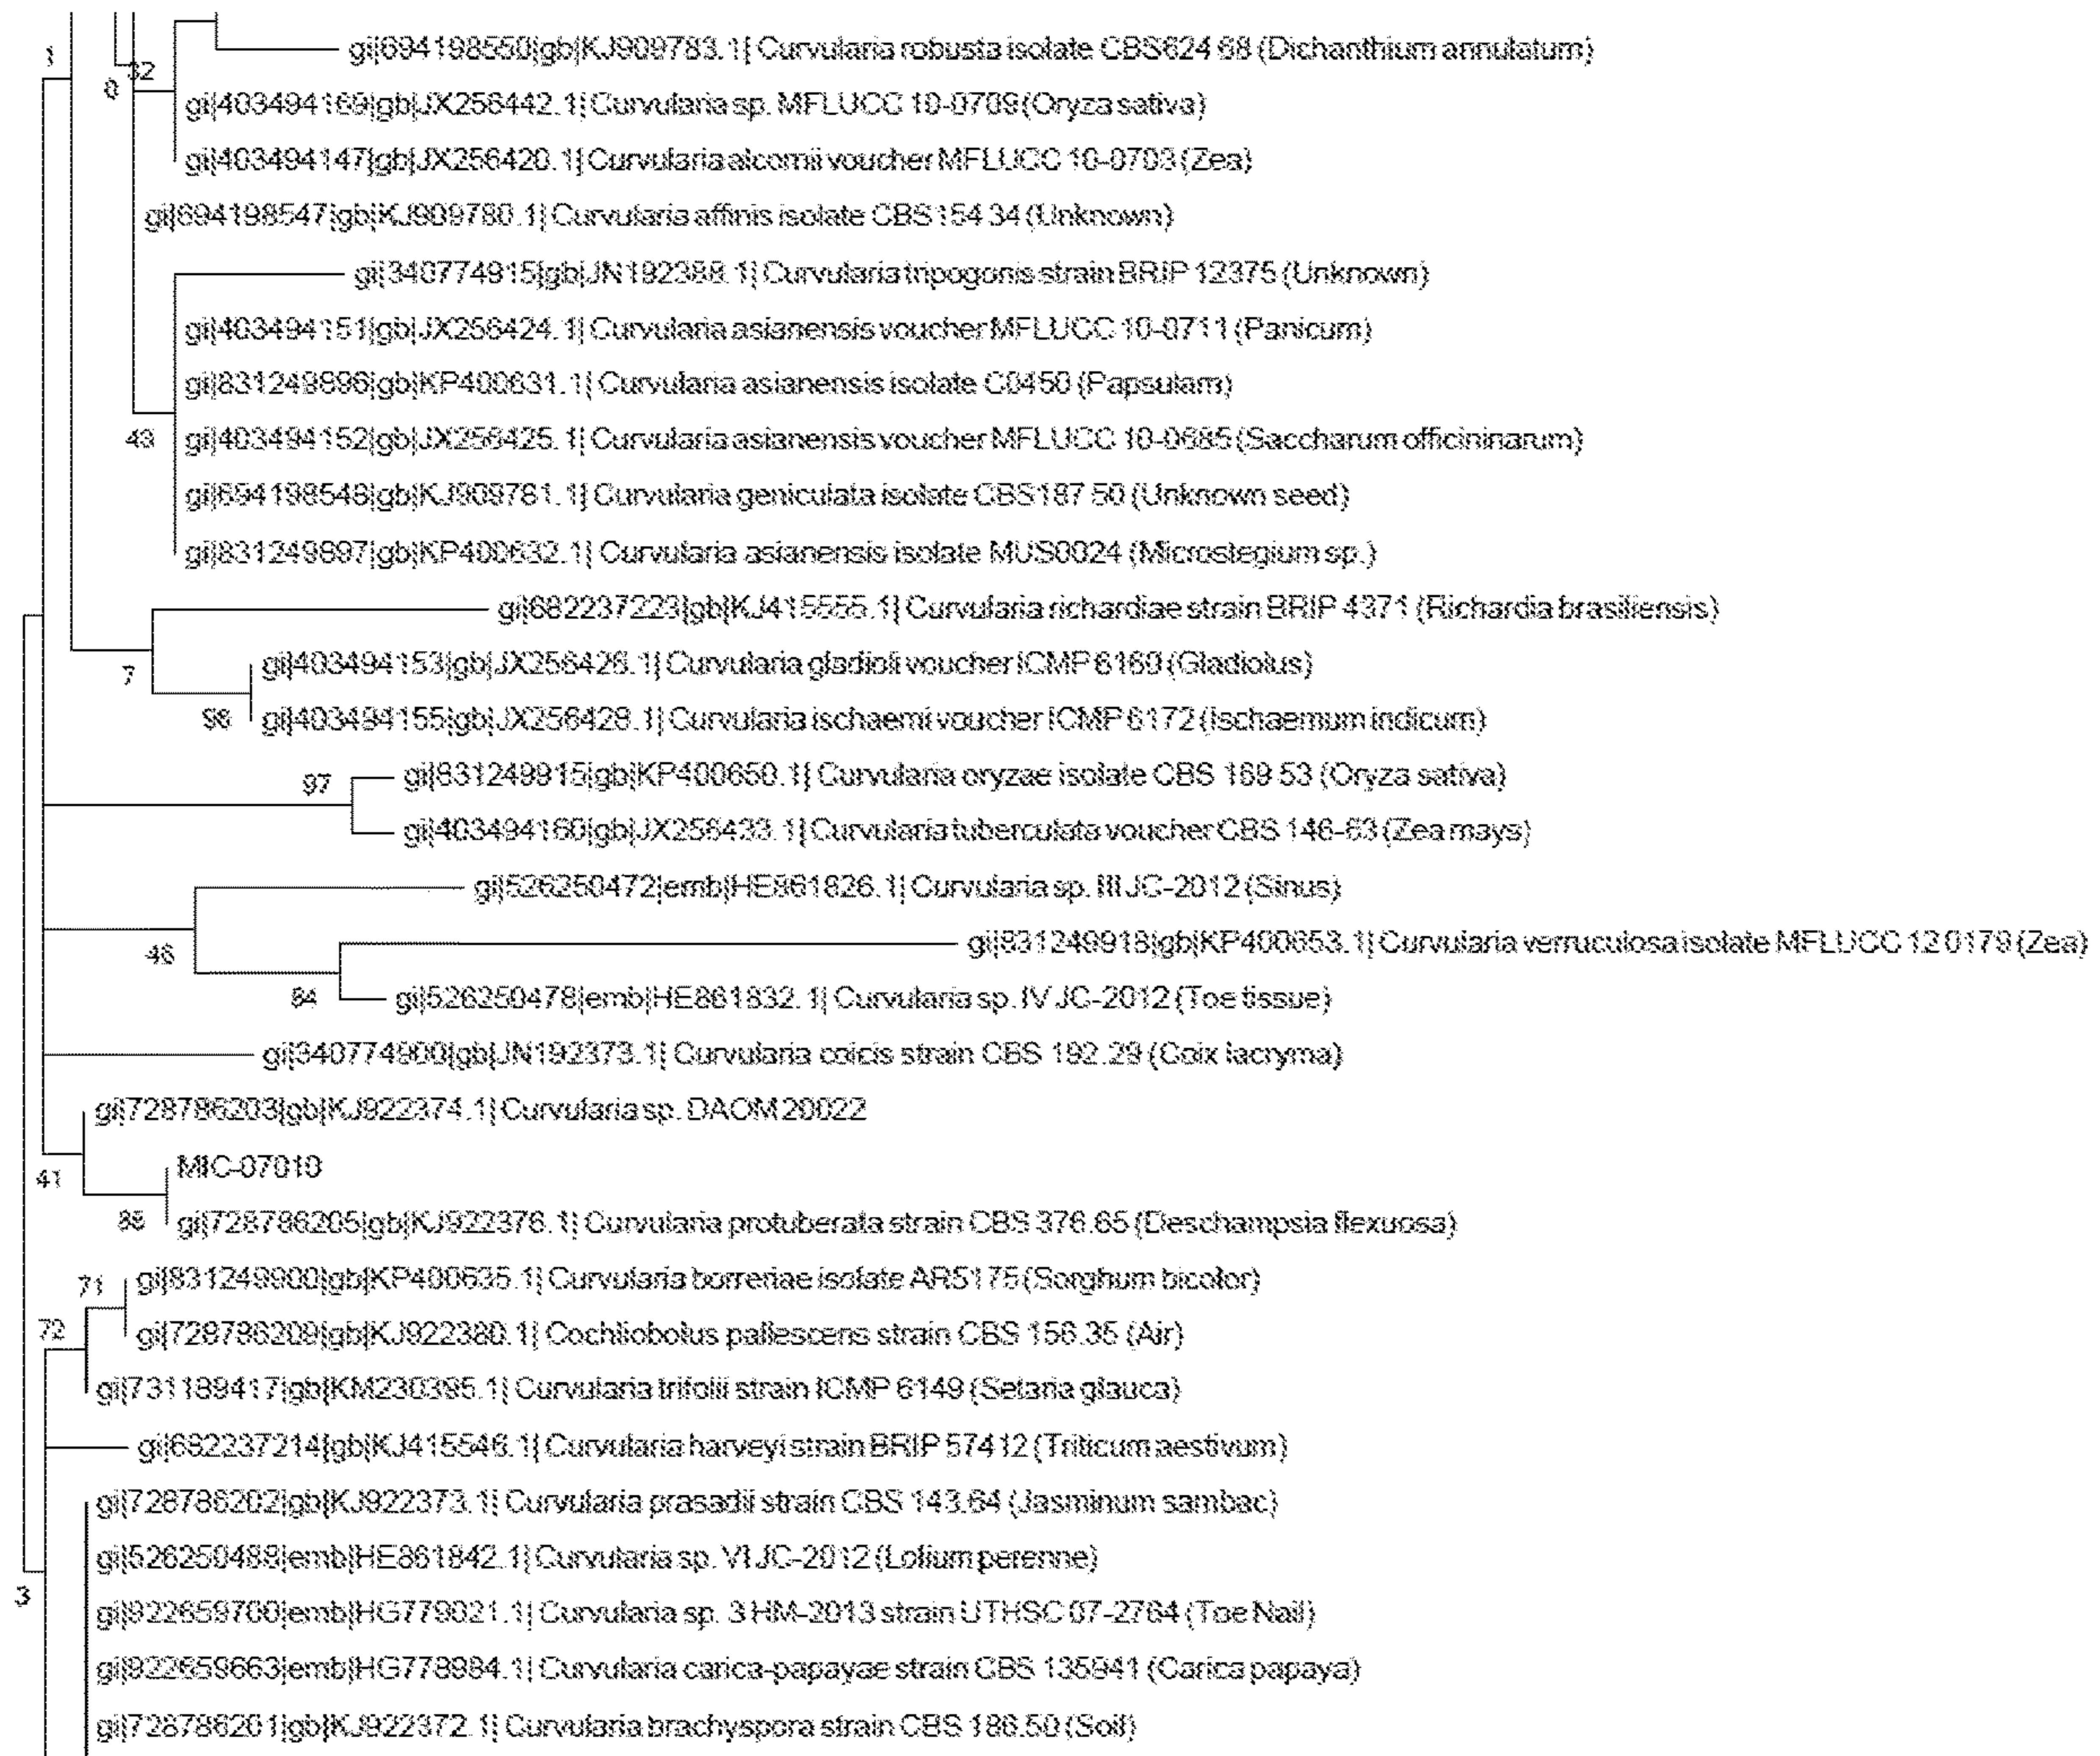 1
gi|694198550|gb|KJ909783.1| Curvularia robusta isolate CBS624 68 (Dichanthium annulatum)
32
0
gi|403494169|gb|JX256442.1| Curvularia sp. MFLUCC 10-0709 (Oryza sativa)
gi|403494147|gb|JX256420.1| Curvularia alcornii voucher MFLUCC 10-0703 (Zea)
gi|694198547|gb|KJ909780.1| Curvularia affinis isolate CBS154 34 (Unknown)
gi|340774915|gb|JN192388.1| Curvularia tripogonis strain BRIP 12375 (Unknown)
gi|403494151|gb|JX256424.1| Curvularia asianensis voucher MFLUCC 10-0711 (Panicum)
gi|831249896|gb|KP400631.1| Curvularia asianensis isolate C0450 (Papsulam)
43
gi|403494152|gb|JX256425.1| Curvularia asianensis voucher MFLUCC 10-0685 (Saccharum officininarum)
gi|694198548|gb|KJ909781.1| Curvularia geniculata isolate CBS187 50 (Unknown seed)
gi|831249897|gb|KP400632.1| Curvularia asianensis isolate MUS0024 (Microstegium sp.)
gi|682237223|gb|KJ415555.1| Curvularia richardiae strain BRIP 4371 (Richardia brasiliensis)
7
gi|403494153|gb|JX256426.1| Curvularia gladioli voucher ICMP 6160 (Gladiolus)
98
gi|403494155|gb|JX256428.1| Curvularia ischaemi voucher ICMP 6172 (Ischaemum indicum)
97
gi|831249915|gb|KP400650.1| Curvularia oryzae isolate CBS 169 53 (Oryza sativa)
gi|403494160|gb|JX256433.1| Curvularia tuberculata voucher CBS 146-63 (Zea mays)
gi|526250472|emb|HE861826.1| Curvularia sp. III JC-2012 (Sinus)
46
gi|831249918|gb|KP400653.1| Curvularia verruculosa isolate MFLUCC 12 0179 (Zea)
84
gi|526250478|emb|HE861832.1| Curvularia sp. IV JC-2012 (Toe tissue)
gi|340774900|gb|JN192373.1| Curvularia coicis strain CBS 192.29 (Coix lacryma)
gi|728786203|gb|KJ922374.1| Curvularia sp. DAOM 20022
41
MIC-07010
88
gi|728786205|gb|KJ922376.1| Curvularia protuberata strain CBS 376.65 (Deschampsia flexuosa)
71
gi|831249900|gb|KP400635.1| Curvularia borreriae isolate AR5175 (Sorghum bicolor)
72
gi|728786209|gb|KJ922380.1| Cochliobolus pallescens strain CBS 156.35 (Air)
gi|731189417|gb|KM230395.1| Curvularia trifolii strain ICMP 6149 (Setaria glauca)
gi|682237214|gb|KJ415546.1| Curvularia harveyi strain BRIP 57412 (Triticum aestivum)
gi|728786202|gb|KJ922373.1| Curvularia prasadii strain CBS 143.64 (Jasminum sambac)
gi|526250488|emb|HE861842.1| Curvularia sp. VI JC-2012 (Lolium perenne)
3
gi|922659700|emb|HG779021.1| Curvularia sp. 3 HM-2013 strain UTHSC 07-2764 (Toe Nail)
gi|922659663|emb|HG778984.1| Curvularia carica-papayae strain CBS 135941 (Carica papaya)
gi|728786201|gb|KJ922372.1| Curvularia brachyspora strain CBS 186.50 (Soil)